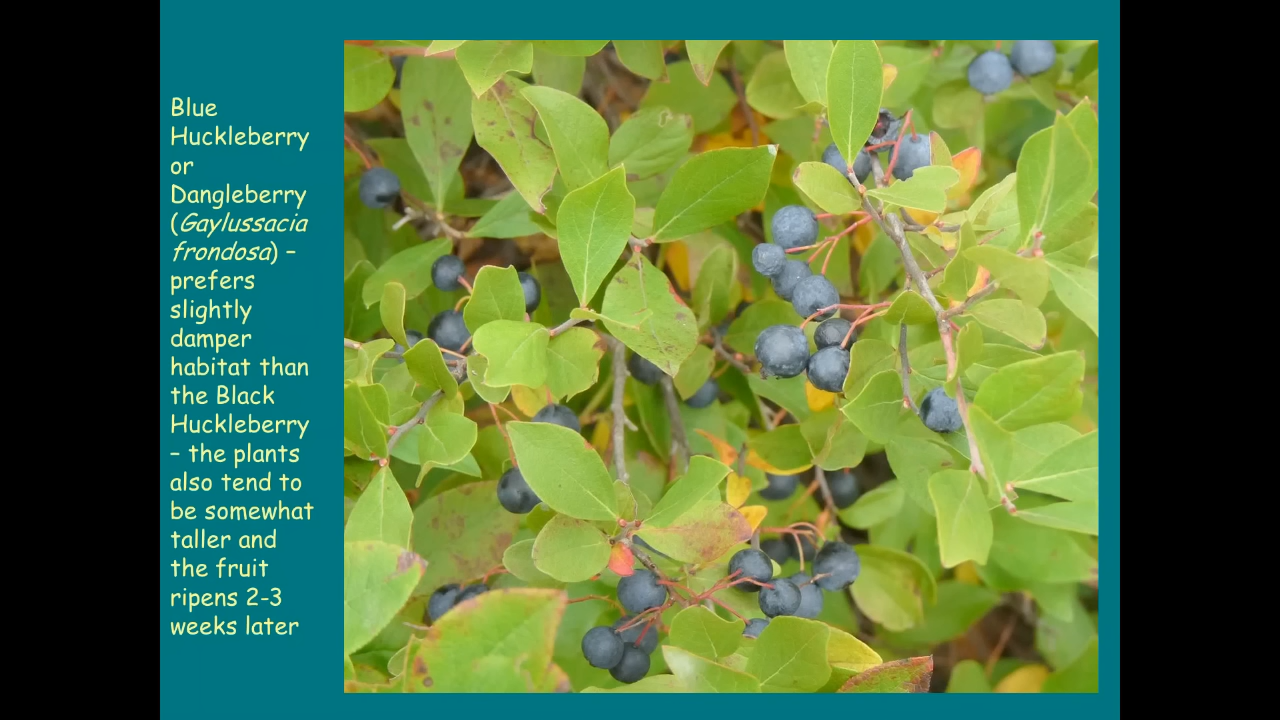 Blue
Huckleberry
or
Dangleberry
(Gaylussacia
frondosa) –
prefers
slightly
damper
habitat than
the Black
Huckleberry
– the plants
also tend to
be somewhat
taller and
the fruit
ripens 2-3
weeks later